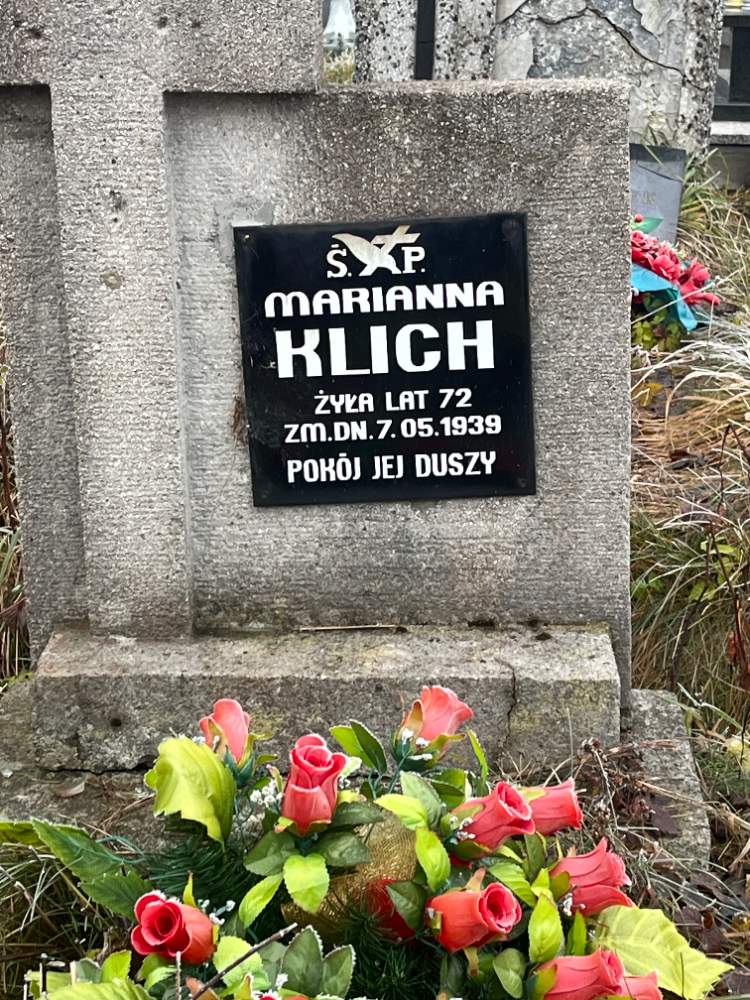 Ś. P.
MARIANNA
KLICH
ŻYŁA LAT 72
ZM.DN.7.05.1939
POKÓJ JEJ DUSZY